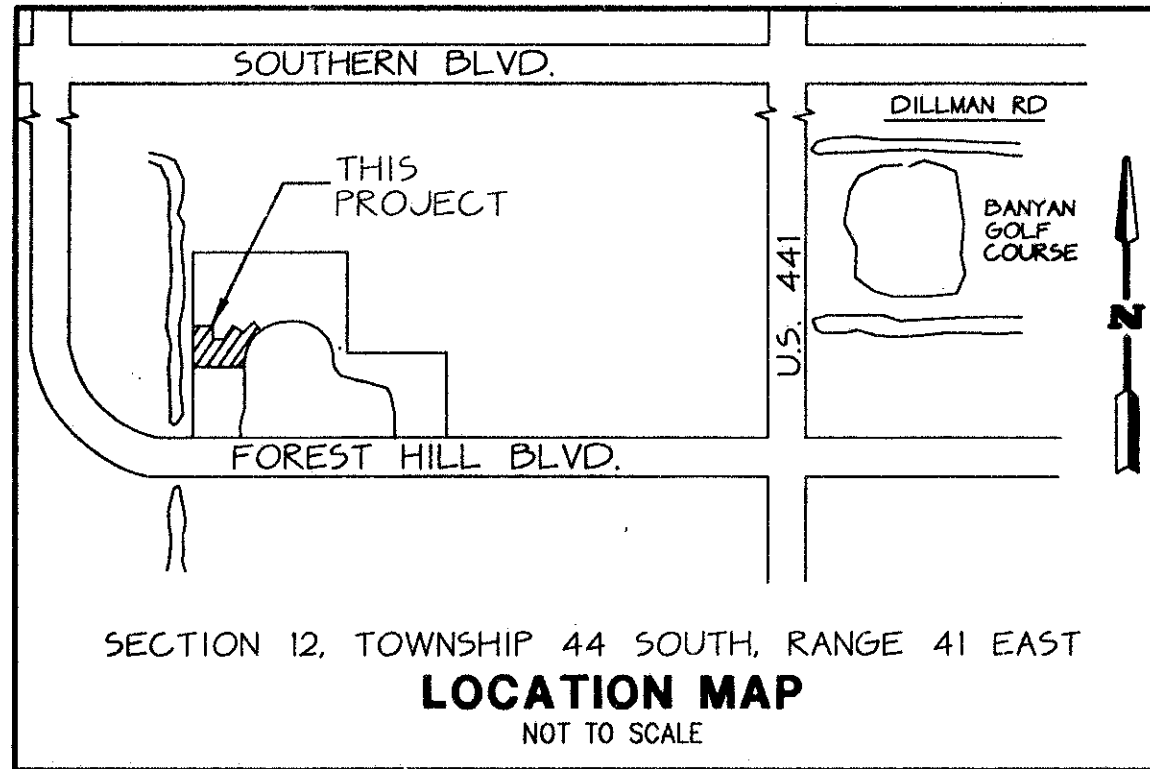 SOUTHERN BLVD.
DILLMAN RD
THIS
PROJECT
BANYAN
GOLF
COURSE
U.S. 441
N
FOREST HILL BLVD.
SECTION 12, TOWNSHIP 44 SOUTH, RANGE 41 EAST
LOCATION MAP
NOT TO SCALE